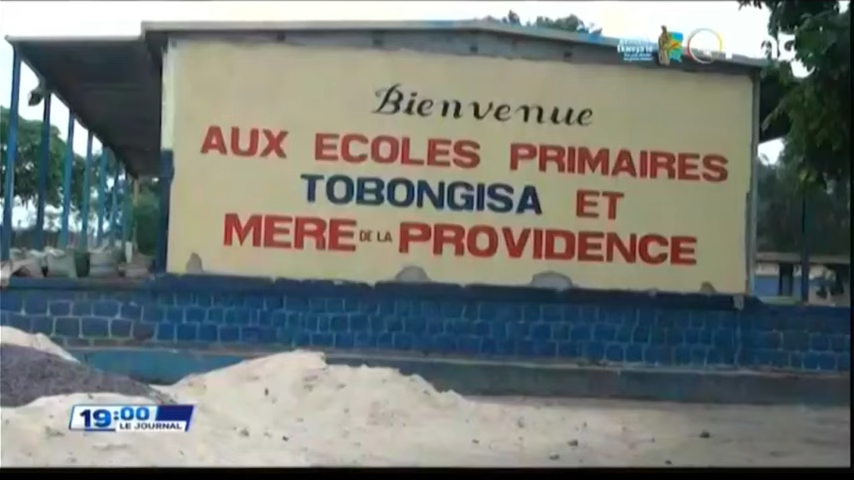 Bienvenue
AUX ECOLES PRIMAIRES
TOBONGISA ET
MERE DE LA PROVIDENCE
19:00
LE JOURNAL